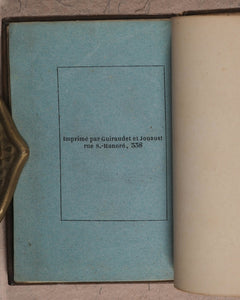 Imprimé par Guiraudet et Jouaust
rue S.-Honoré, 338